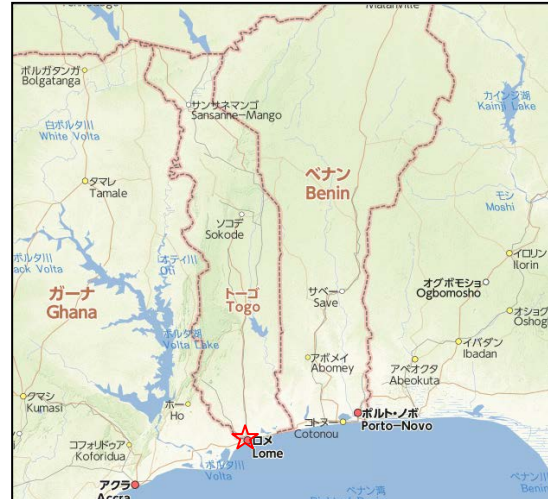 Malanville
ボルガタンガ
Bolgatanga
サンサネマンゴ
Sansanne-Mango
カインジ湖
Kainji Lake
白ボルタ川
White Volta
ベナン
Benin
タマレ
Tamale
モシ
Moshi
ソコデ
Sokode
オティ川
Oti
イロリン
Ilorin
ボルタ川
ack Volta
ガーナ
Ghana
トーゴ
Togo
サベー
Save
オグボモショ
Ogbomosho
ボルタ湖
Volta Lake
オショグ
Oshog
イバダン
Ibadan
アボメイ
Abomey
アベオクタ
Abeokuta
クマシ
Kumasi
ホー
Ho
ポルト・ノボ
Porto-Novo
コトヌー
Cotonou
コフォリドゥア
Koforidua
ロメ
Lome
ボルタ川
Volta
アクラ
Accra
ベナン湾
ベニン
Benin